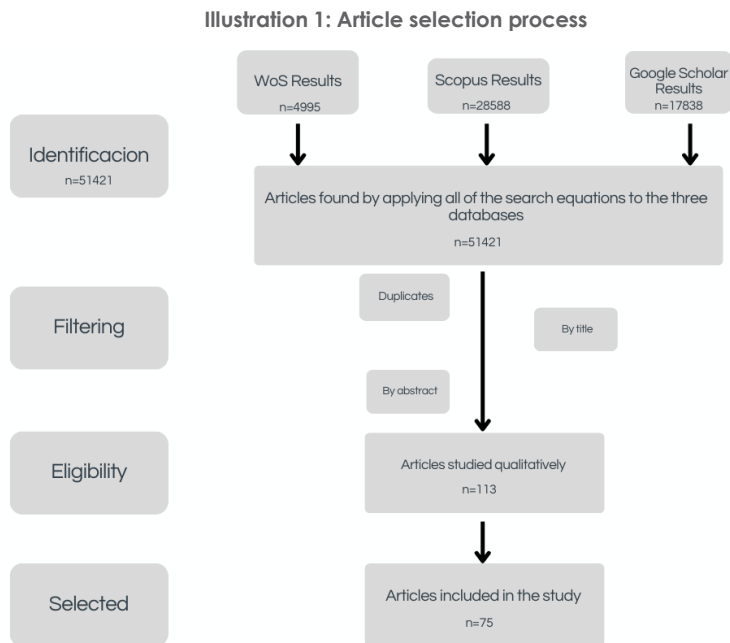 Illustration 1: Article selection process
WoS Results
n=4995
Scopus Results
n=28588
Google Scholar
Results
n=17838
Identificacion
n=51421
Articles found by applying all of the search equations to the three
databases
n=51421
Filtering
Duplicates
By title
By abstract
Eligibility
Articles studied qualitatively
n=113
Selected
Articles included in the study
n=75